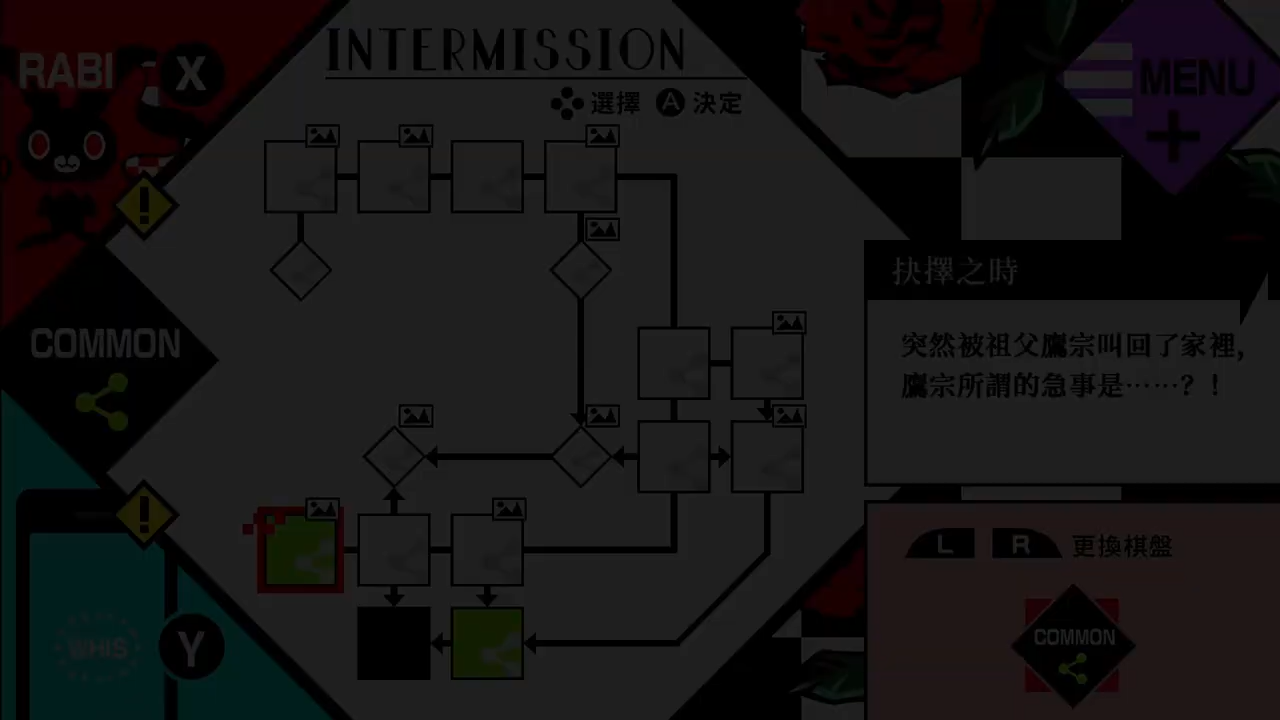 INTERMISSION
選擇 A 決定
RABI X
MENU
COMMON
抉擇之時
突然被祖父鷹宗叫回了家裡，
鷹宗所謂的急事是……？！
L R 更換棋盤
COMMON
WHIS Y